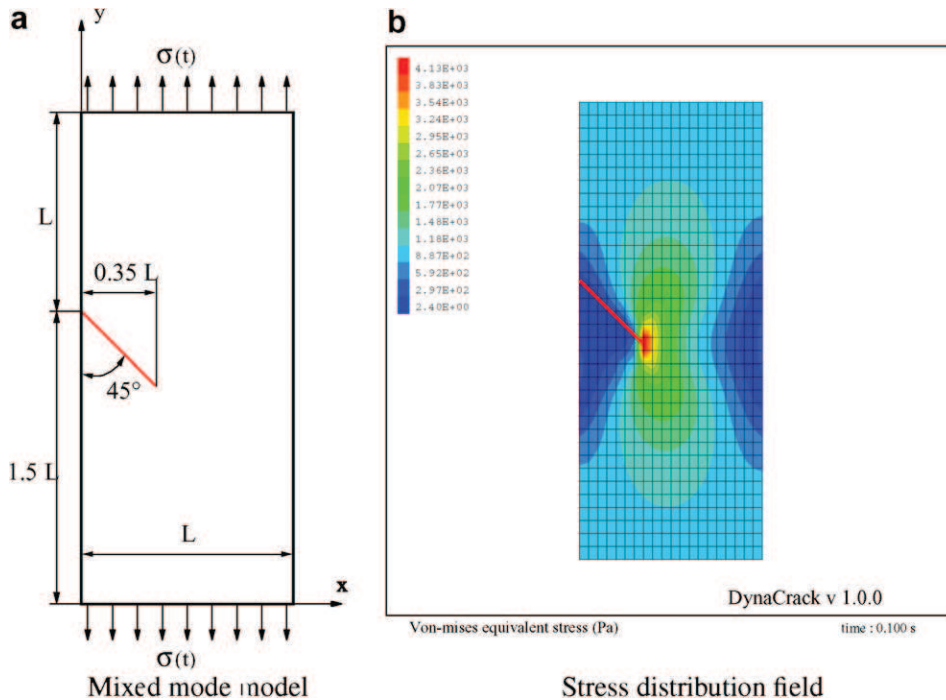 a
y
σ(t)
L
0.35 L
45°
1.5 L
L
x
σ(t)
Mixed mode model
b
4.13E+03
3.83E+03
3.54E+03
3.24E+03
2.95E+03
2.65E+03
2.36E+03
2.07E+03
1.77E+03
1.48E+03
1.18E+03
8.87E+02
5.92E+02
2.97E+02
2.40E+00
DynaCrack v 1.0.0
Von-mises equivalent stress (Pa)
time : 0.100 s
Stress distribution field